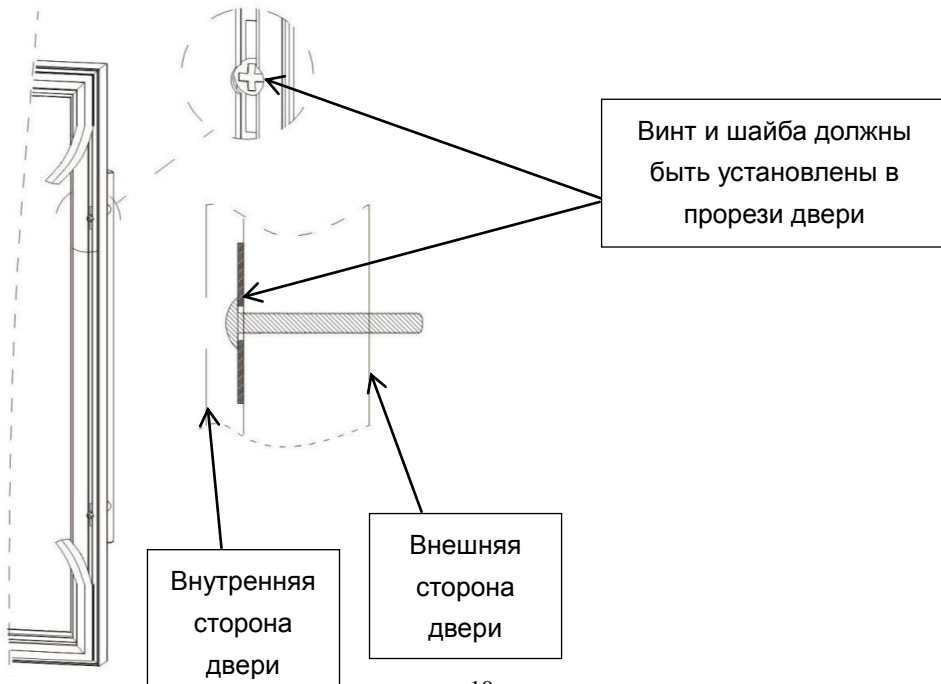 Винт и шайба должны
быть установлены в
прорези двери
Внешняя
сторона
двери
Внутренняя
сторона
двери